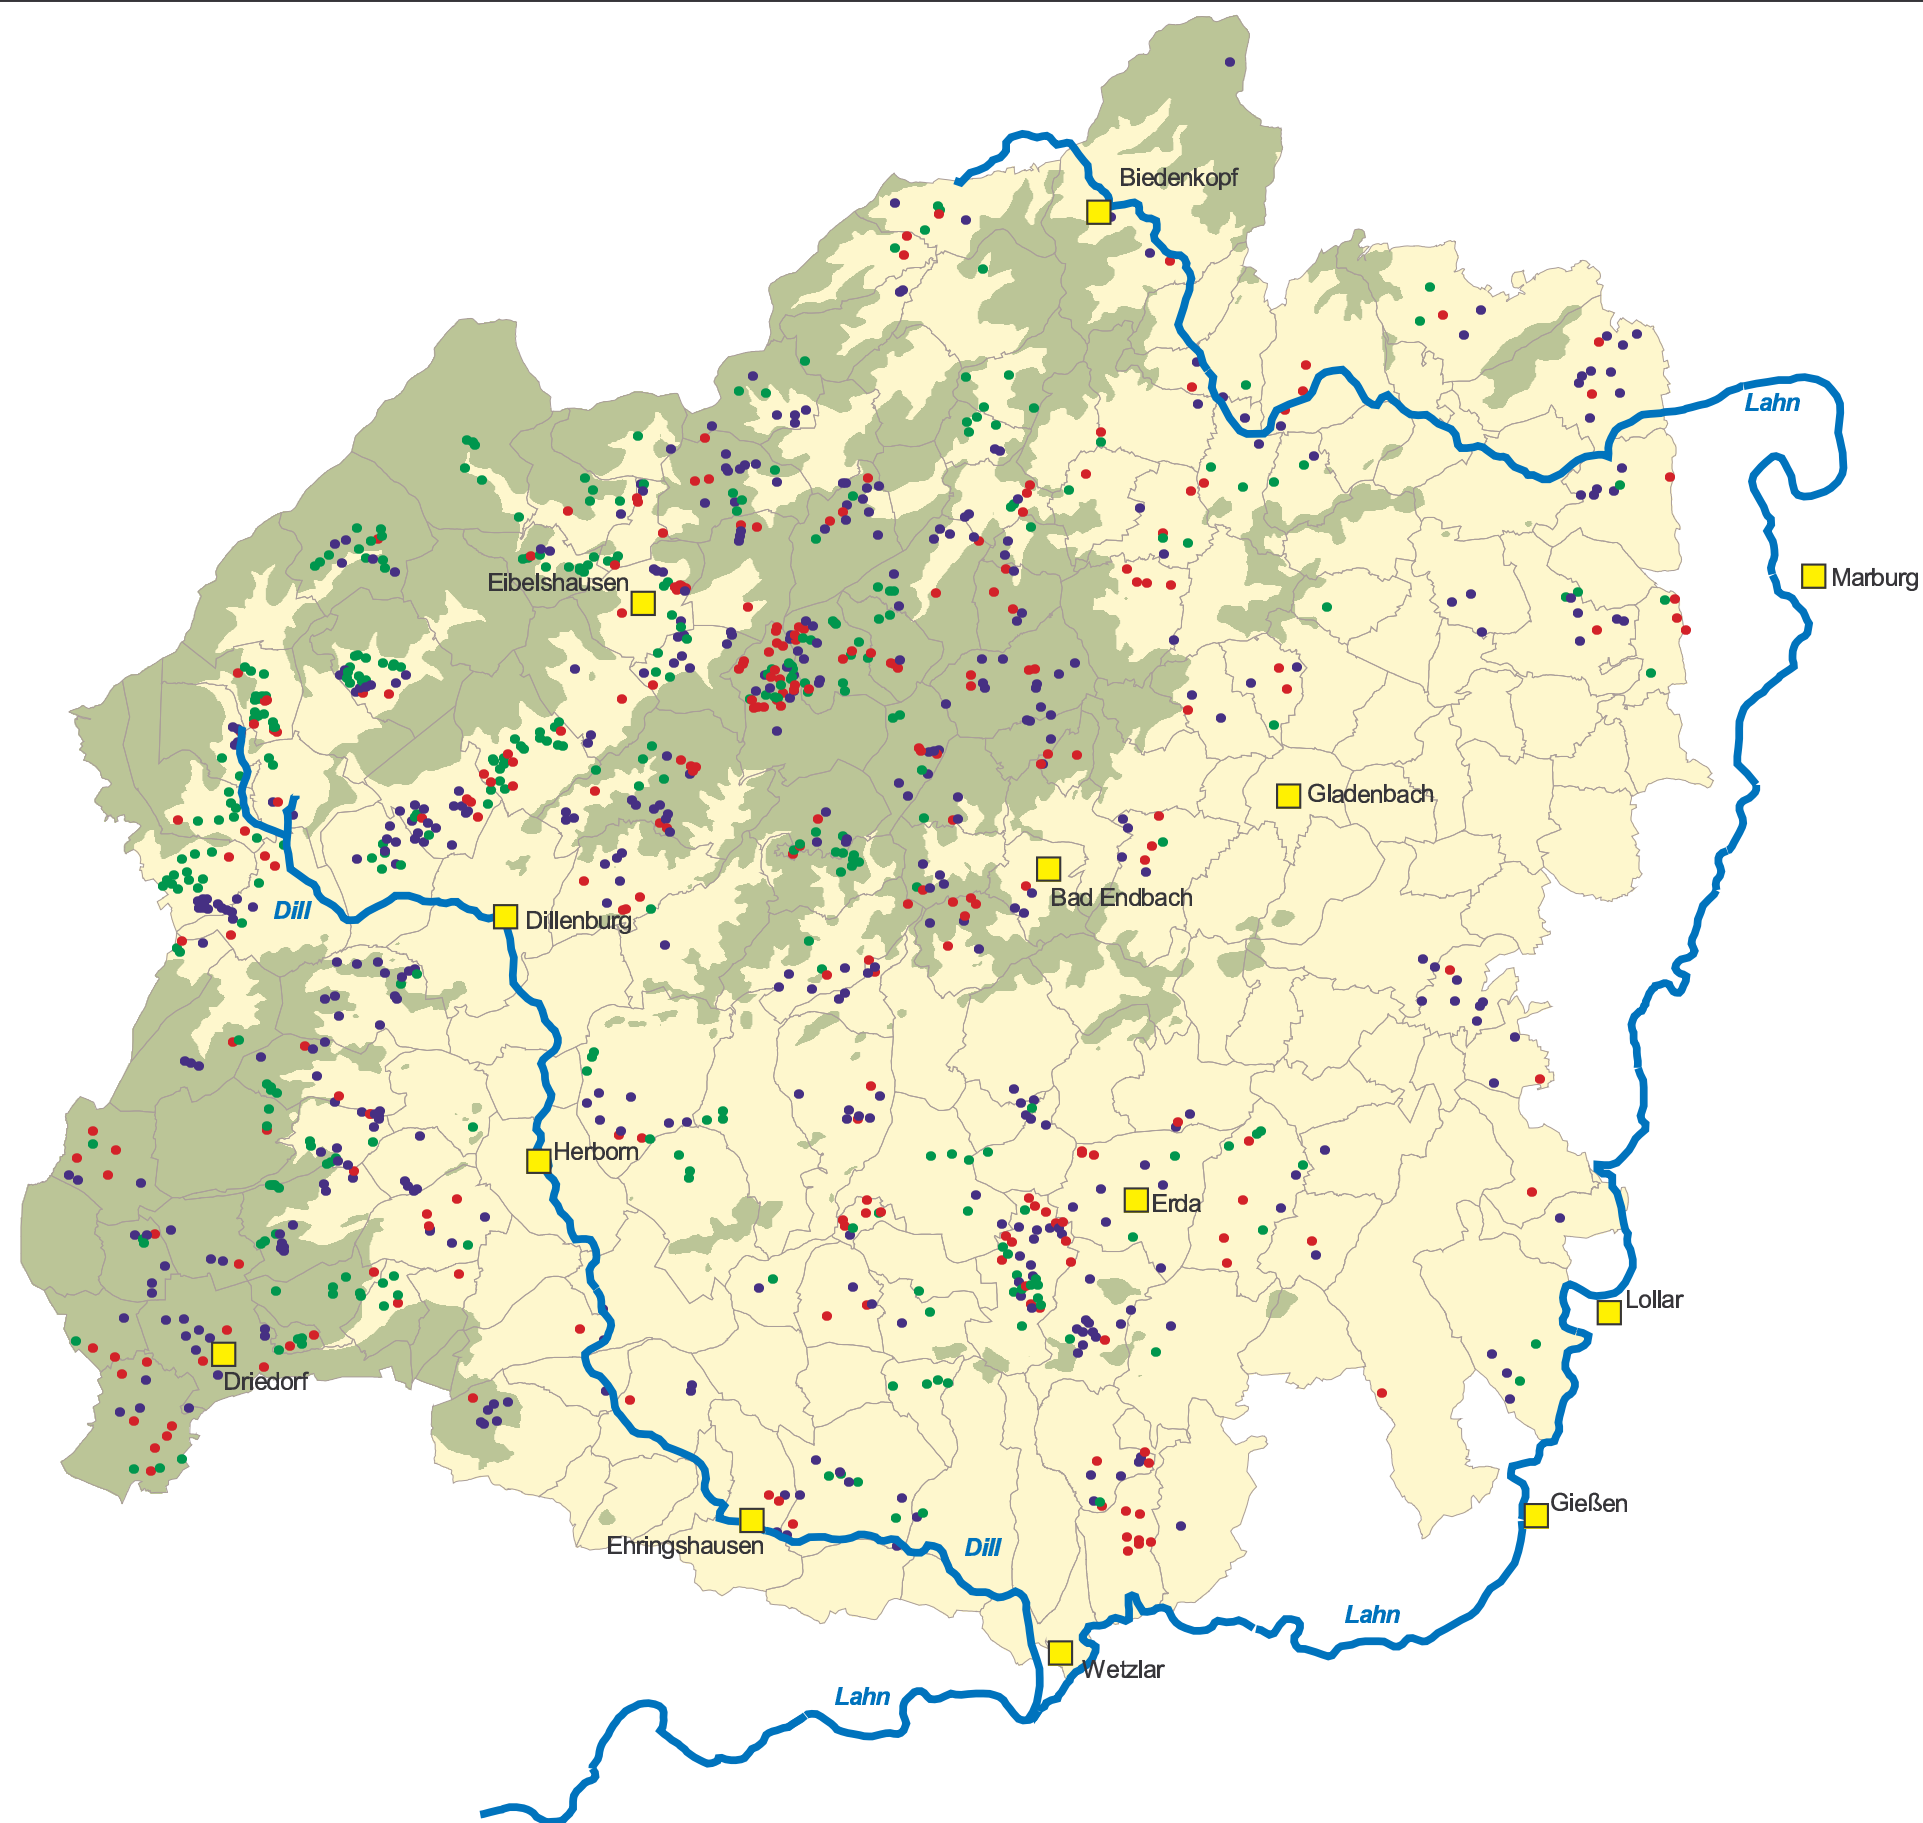 Biedenkopf
Lahn
Marburg
Eibelshausen
Gladenbach
Bad Endbach
Dill
Dillenburg
Herborn
Erda
Lollar
Driedorf
Gießen
Ehringshausen
Dill
Lahn
Wetzlar
Lahn